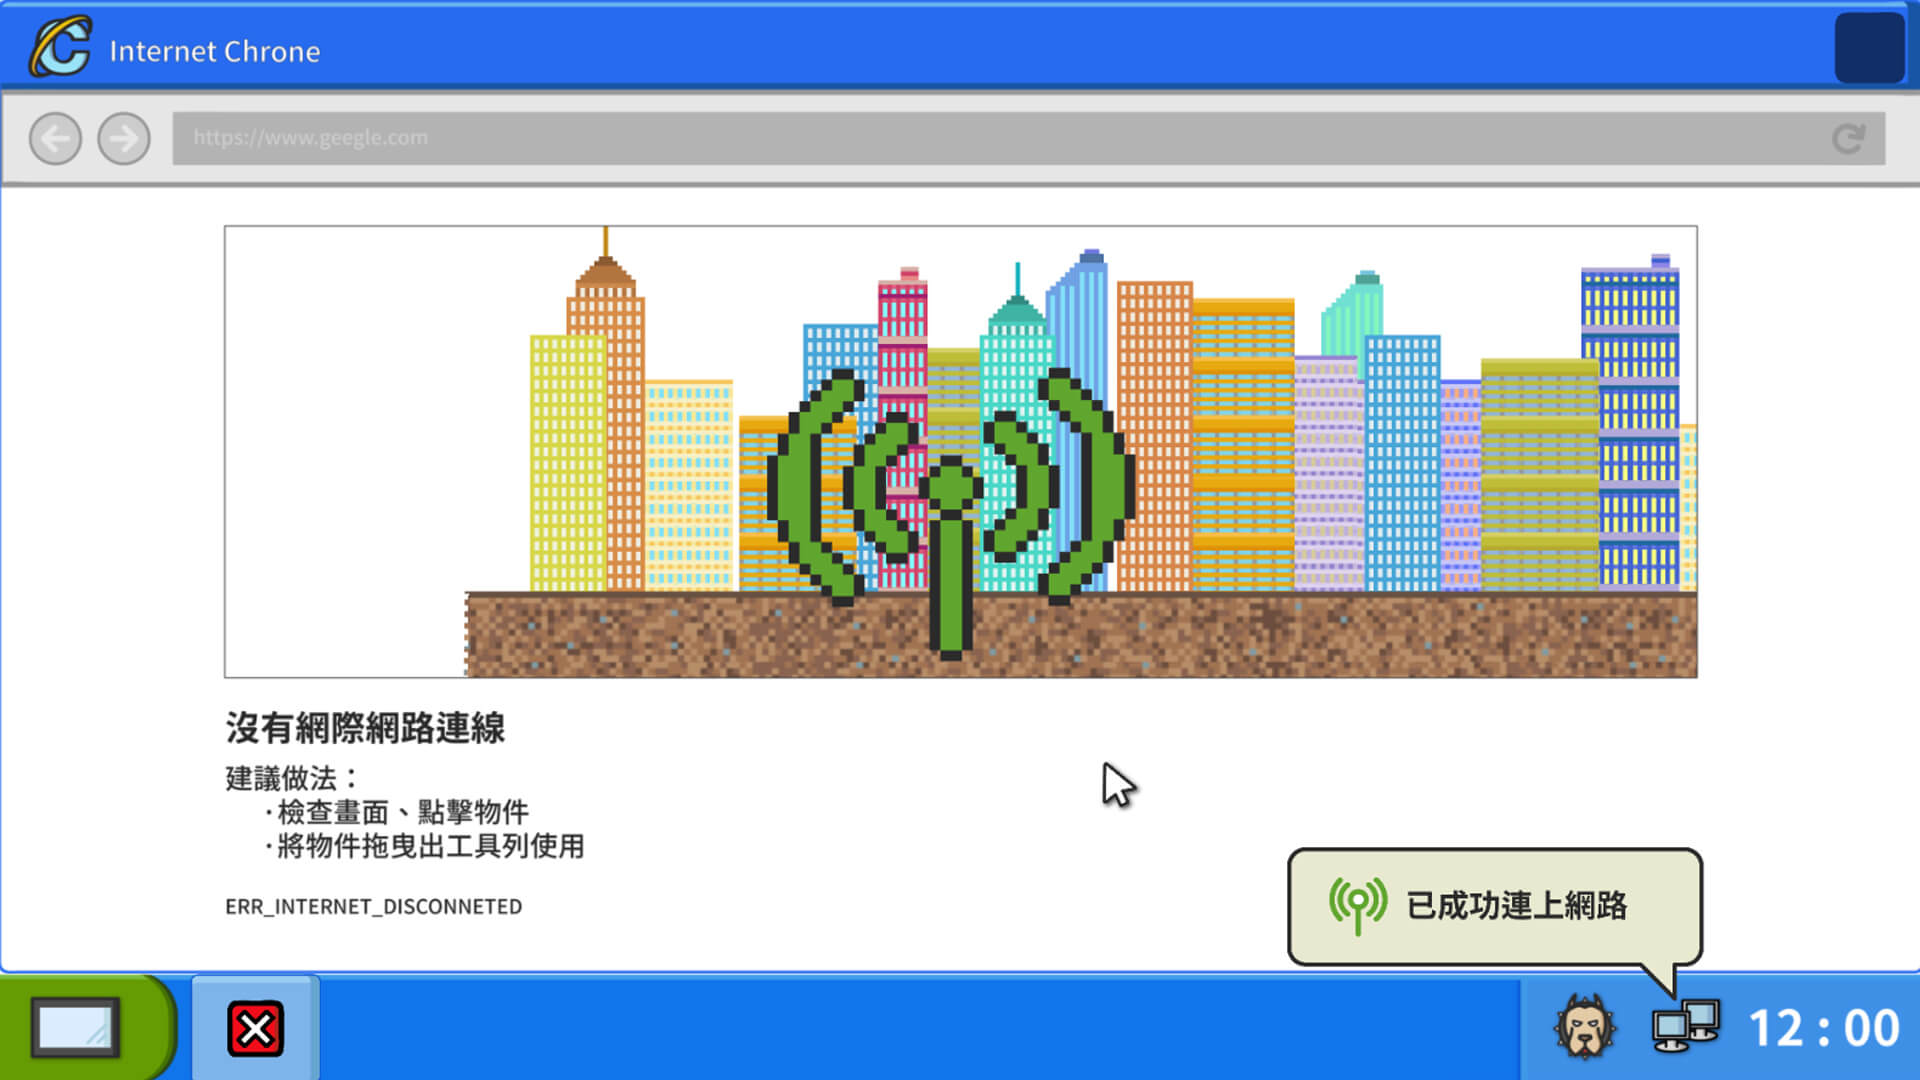 Internet Chrone
https://www.geegle.com
沒有網際網路連線
建議做法：
·檢查畫面、點擊物件
·將物件拖曳出工具列使用
ERR_INTERNET_DISCONNETED
已成功連上網路
12:00